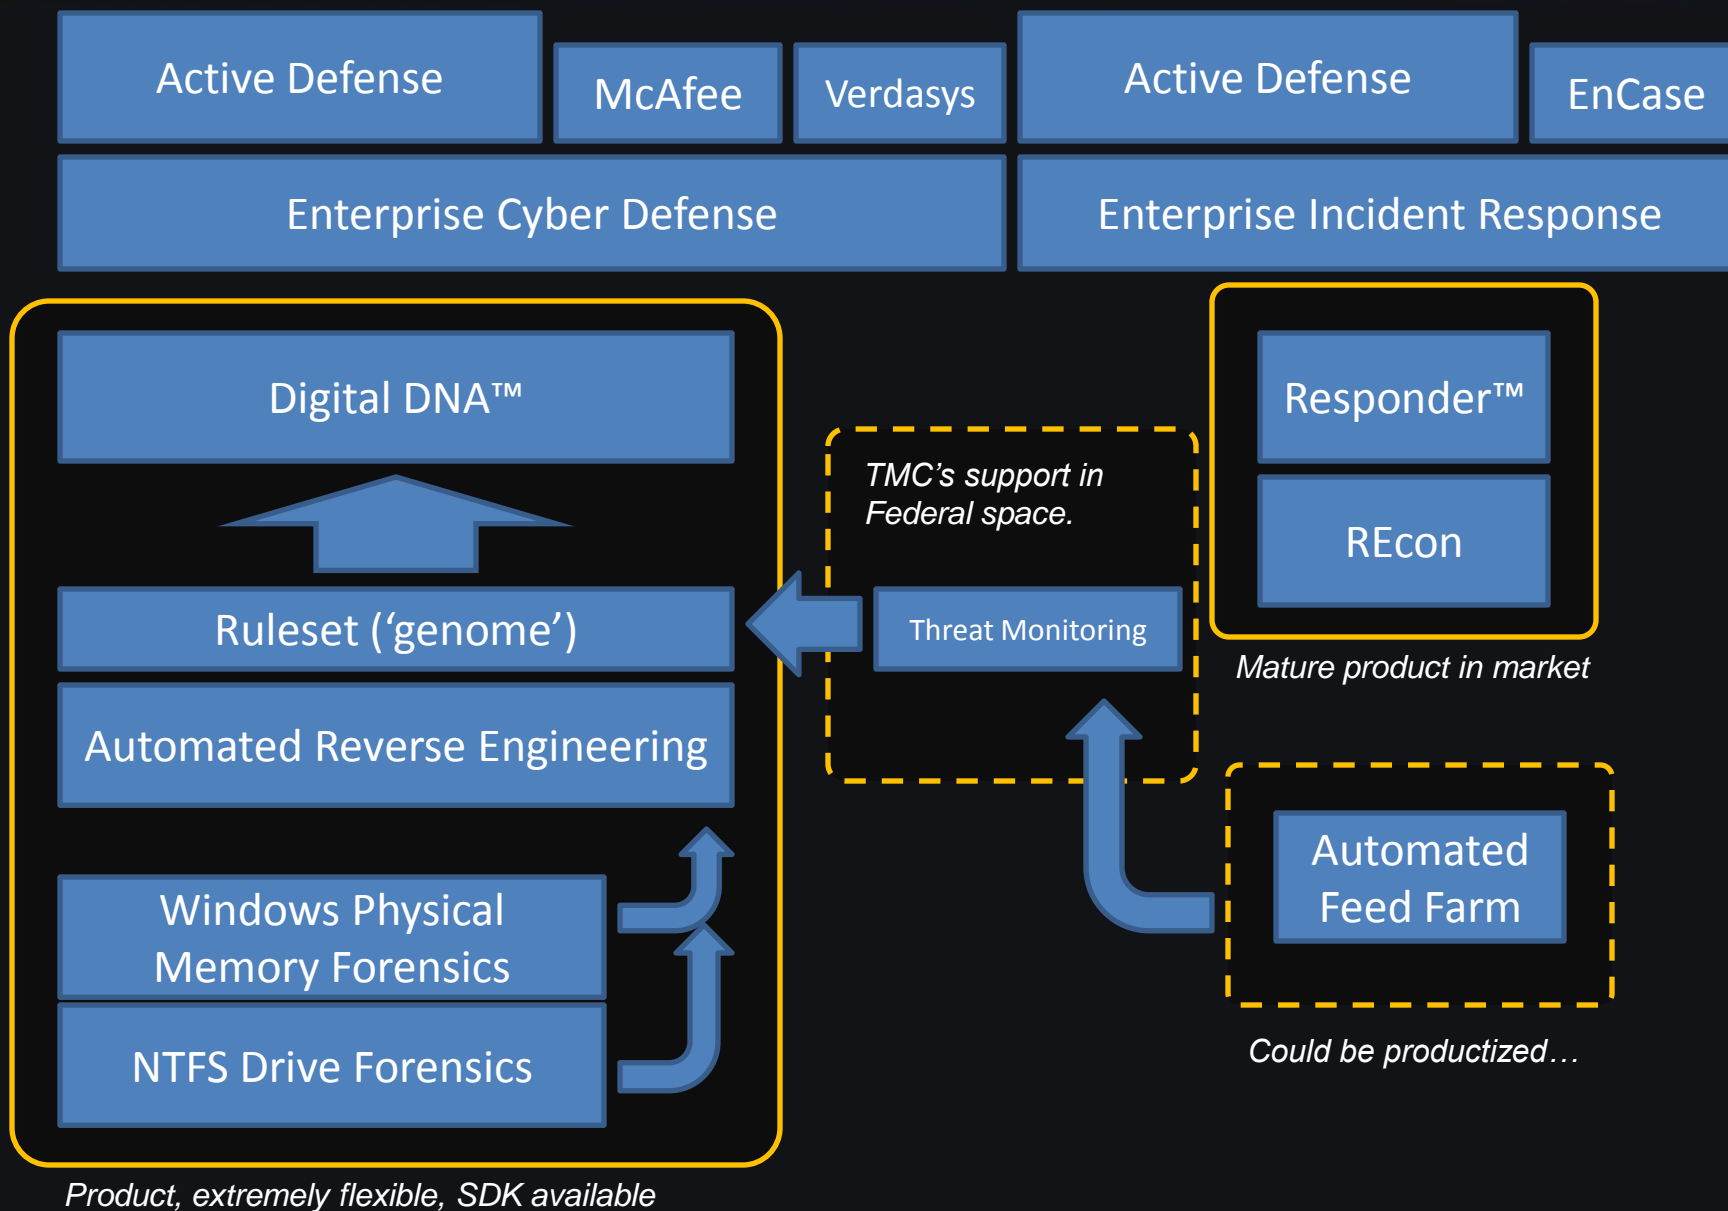 Active Defense
McAfee
Verdasys
Active Defense
EnCase
Enterprise Cyber Defense
Enterprise Incident Response
Digital DNA™
Ruleset (‘genome’)
Automated Reverse Engineering
Windows Physical
Memory Forensics
NTFS Drive Forensics
Product, extremely flexible, SDK available
TMC’s support in
Federal space.
Threat Monitoring
Responder™
REcon
Mature product in market
Automated
Feed Farm
Could be productized…